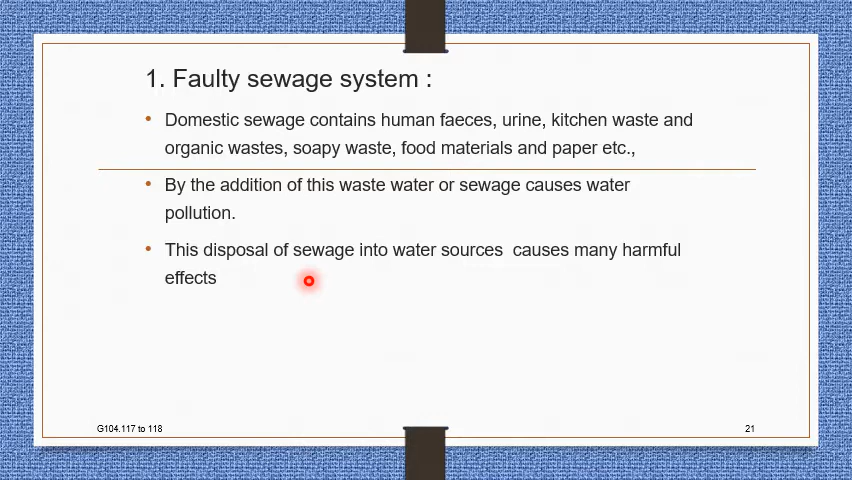 1. Faulty sewage system :
• Domestic sewage contains human faeces, urine, kitchen waste and
organic wastes, soapy waste, food materials and paper etc.,
• By the addition of this waste water or sewage causes water
pollution.
• This disposal of sewage into water sources  causes many harmful
effects
G104.117 to 118
21